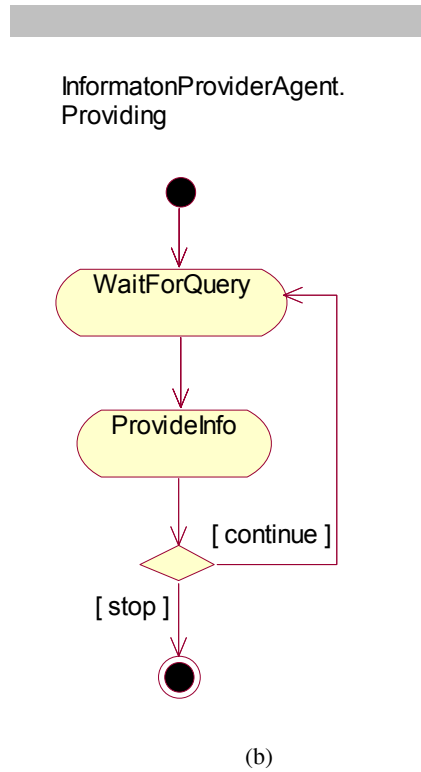 InformatonProviderAgent.
Providing
WaitForQuery
ProvideInfo
[ continue ]
[ stop ]
(b)